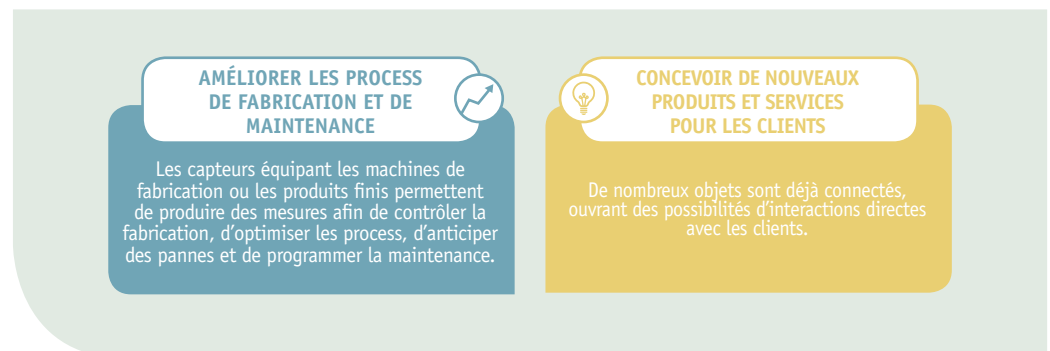 AMÉLIORER LES PROCESS
DE FABRICATION ET DE
MAINTENANCE
Les capteurs équipant les machines de
fabrication ou les produits finis permettent
de produire des mesures afin de contrôler la
fabrication, d’optimiser les process, d’anticiper
des pannes et de programmer la maintenance.
CONCEVOIR DE NOUVEAUX
PRODUITS ET SERVICES
POUR LES CLIENTS
De nombreux objets sont déjà connectés,
ouvrant des possibilités d’interactions directes
avec les clients.